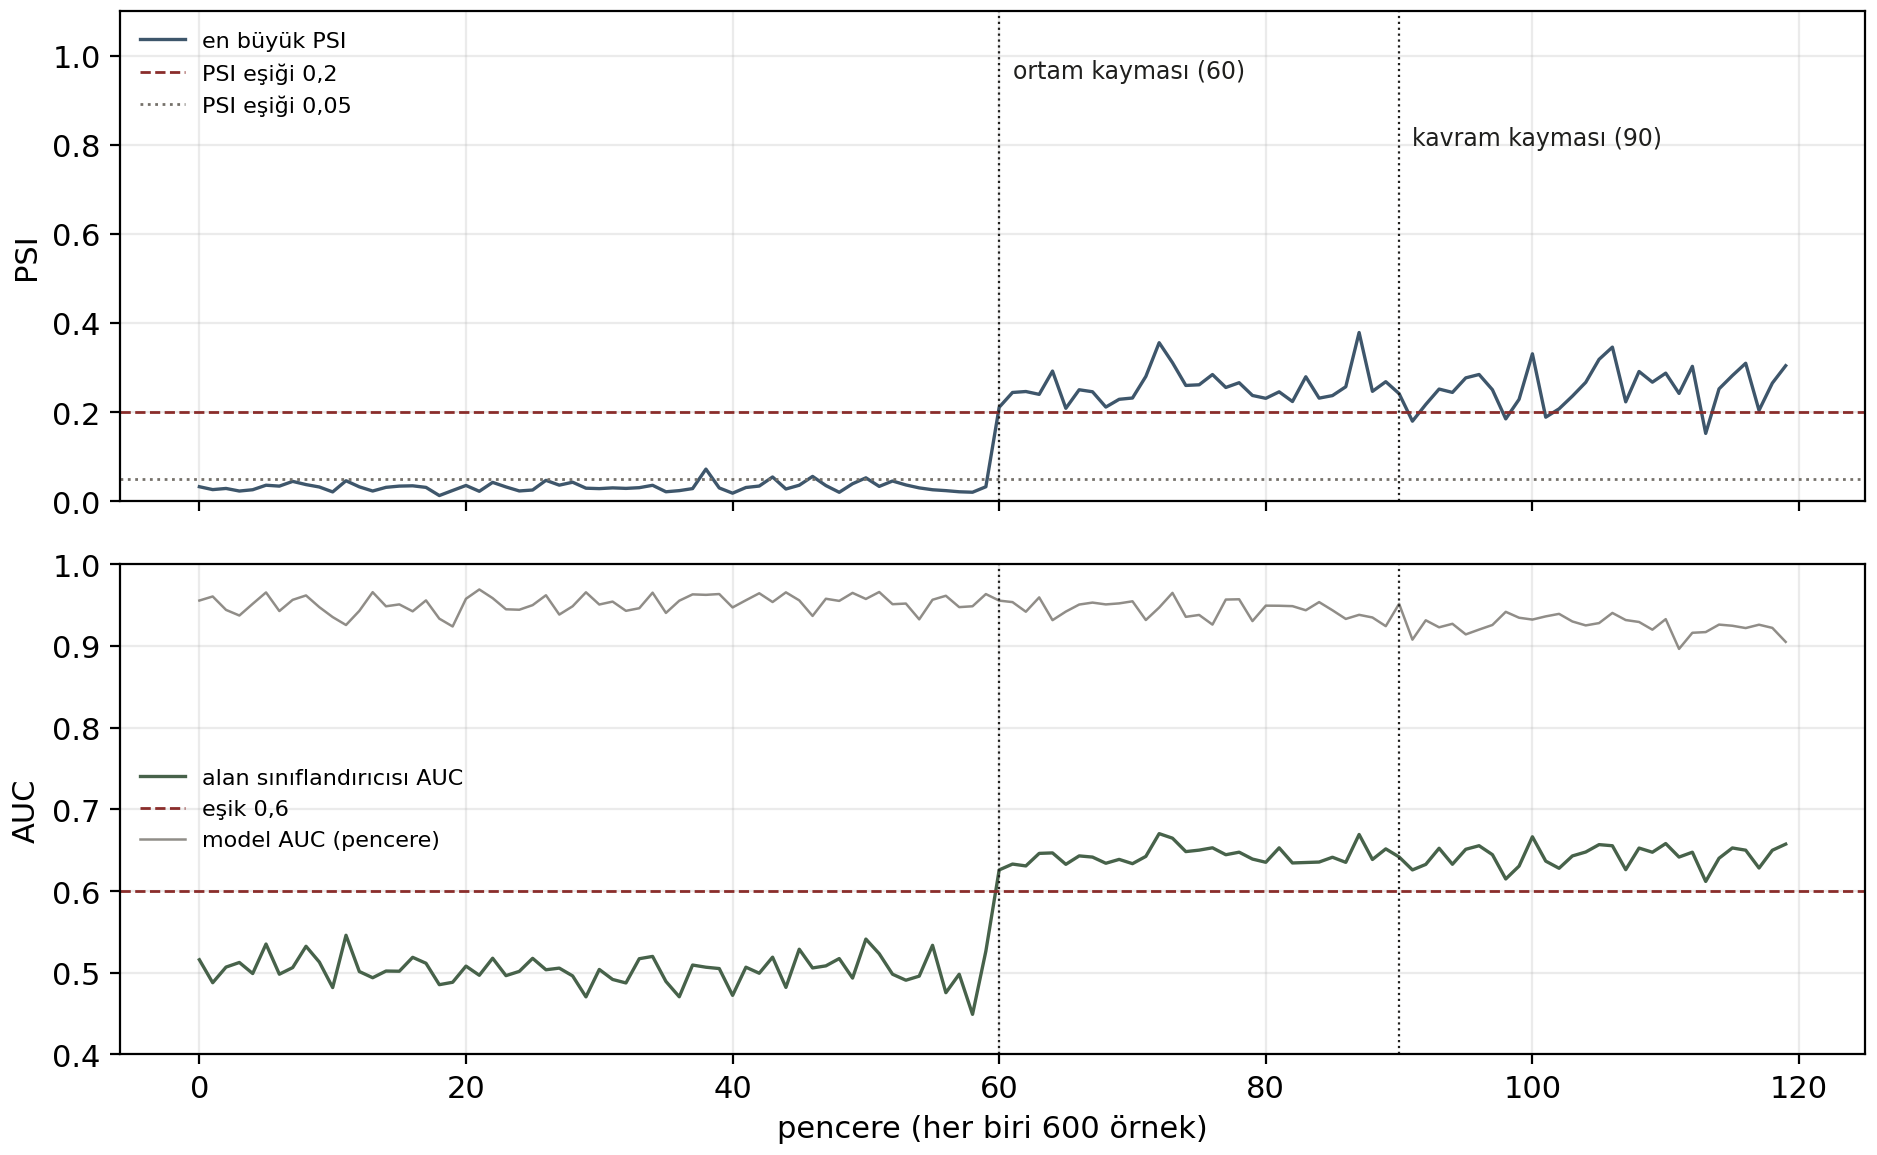 en büyük PSI
PSI eşiği 0,2
PSI eşiği 0,05
ortam kayması (60)
kavram kayması (90)
PSI
1.0
0.8
0.6
0.4
0.2
0.0
alan sınıflandırıcısı AUC
eşik 0,6
model AUC (pencere)
AUC
1.0
0.9
0.8
0.7
0.6
0.5
0.4
0 20 40 60 80 100 120
pencere (her biri 600 örnek)